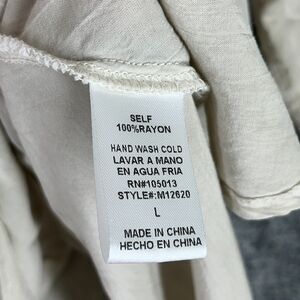 SELF
100%RAYON
HAND WASH COLD
LAVAR A MANO
EN AGUA FRIA
RN#105013
STYLE#:M12620
L
MADE IN CHINA
HECHO EN CHINA